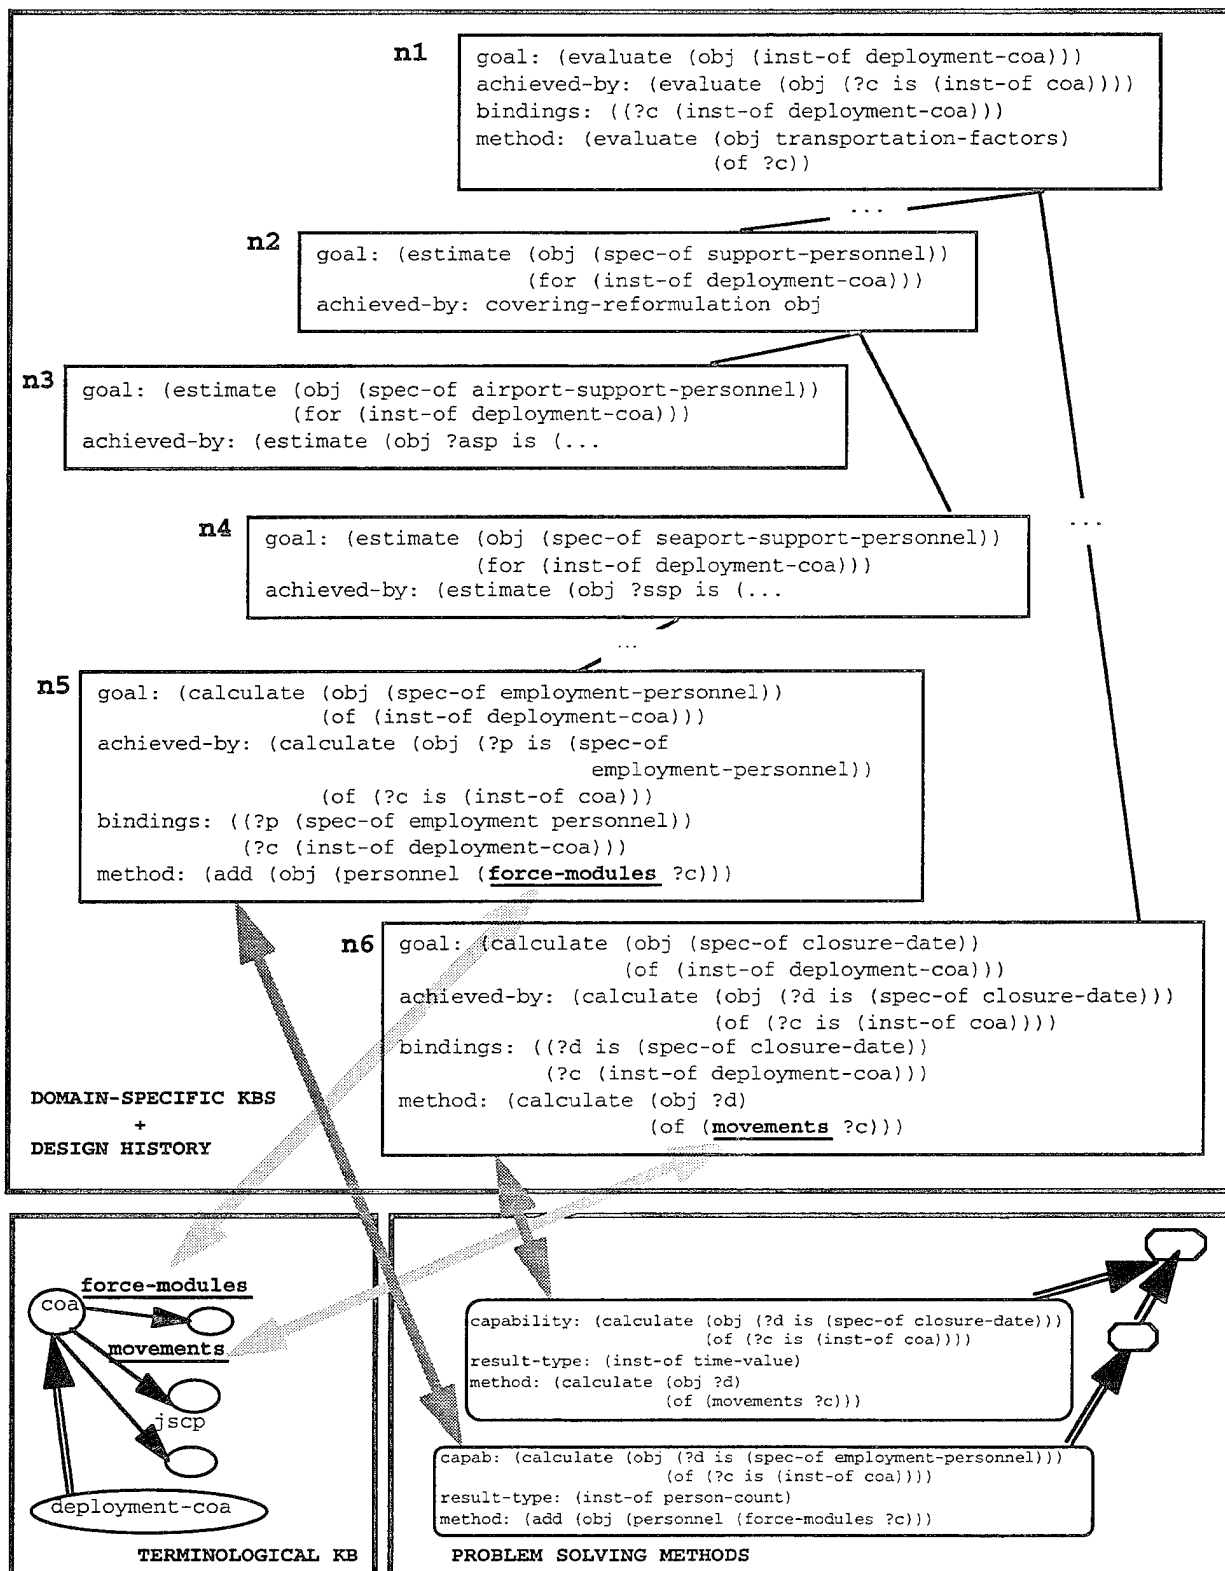 n1
goal: (evaluate (obj (inst-of deployment-coa)))
achieved-by: (evaluate (obj (?c is (inst-of coa))))
bindings: ((?c (inst-of deployment-coa)))
method: (evaluate (obj transportation-factors)
(of ?c))
...
n2
goal: (estimate (obj (spec-of support-personnel))
(for (inst-of deployment-coa)))
achieved-by: covering-reformulation obj
n3
goal: (estimate (obj (spec-of airport-support-personnel))
(for (inst-of deployment-coa)))
achieved-by: (estimate (obj ?asp is (...
...
n4
goal: (estimate (obj (spec-of seaport-support-personnel))
(for (inst-of deployment-coa)))
achieved-by: (estimate (obj ?ssp is (...
...
n5
goal: (calculate (obj (spec-of employment-personnel))
(of (inst-of deployment-coa)))
achieved-by: (calculate (obj (?p is (spec-of
employment-personnel))
(of (?c is (inst-of coa)))
bindings: ((?p (spec-of employment personnel))
(?c (inst-of deployment-coa)))
method: (add (obj (personnel (force-modules ?c)))
n6
goal: (calculate (obj (spec-of closure-date))
(of (inst-of deployment-coa)))
achieved-by: (calculate (obj (?d is (spec-of closure-date)))
(of (?c is (inst-of coa))))
bindings: ((?d is (spec-of closure-date))
(?c (inst-of deployment-coa)))
method: (calculate (obj ?d)
(of (movements ?c)))
DOMAIN-SPECIFIC KBS
+
DESIGN HISTORY
force-modules
coa
movements
jscp
deployment-coa
TERMINOLOGICAL KB
capability: (calculate (obj (?d is (spec-of closure-date)))
(of (?c is (inst-of coa))))
result-type: (inst-of time-value)
method: (calculate (obj ?d)
(of (movements ?c)))
capab: (calculate (obj (?d is (spec-of employment-personnel)))
(of (?c is (inst-of coa))))
result-type: (inst-of person-count)
method: (add (obj (personnel (force-modules ?c)))
PROBLEM SOLVING METHODS